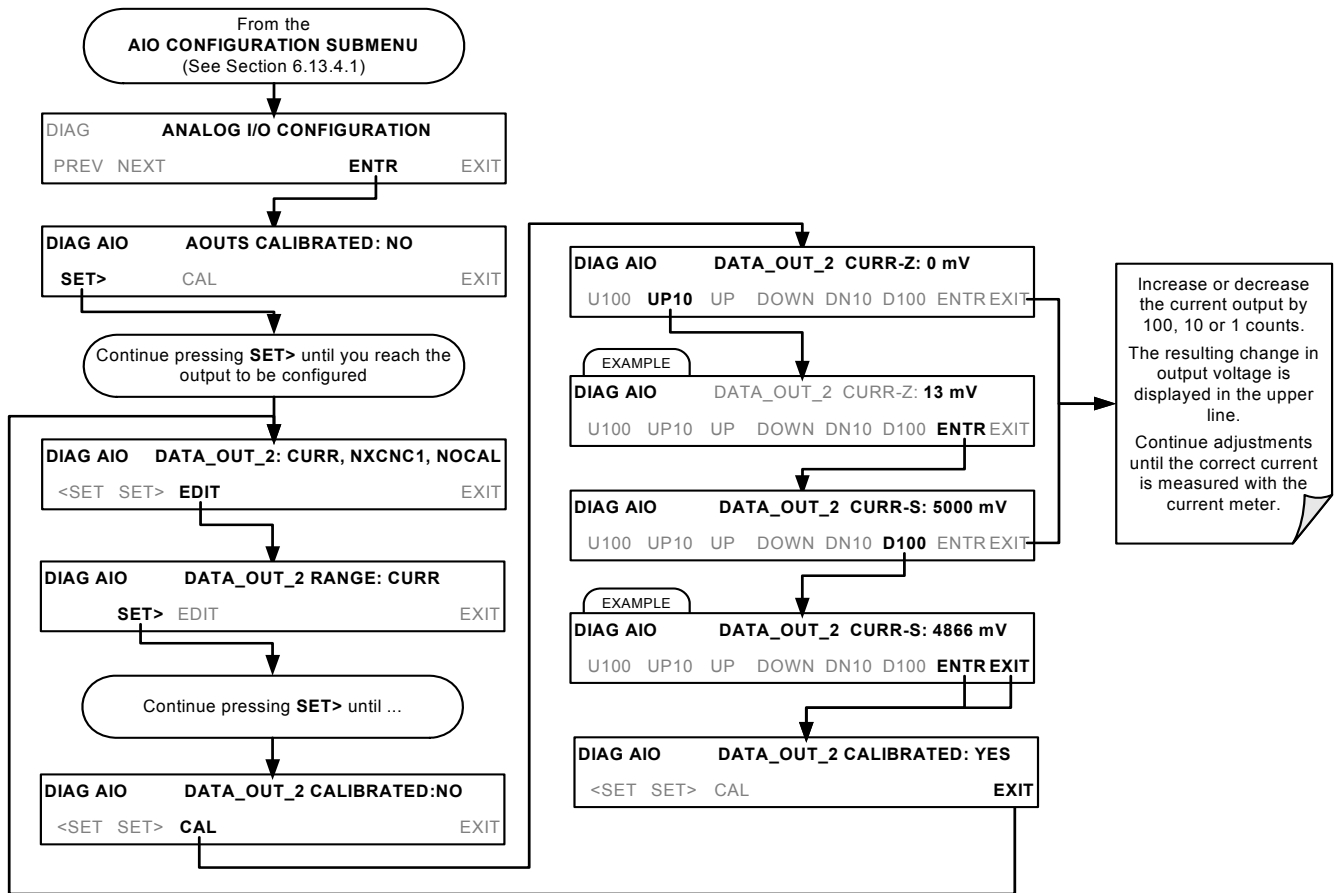 From the
AIO CONFIGURATION SUBMENU
(See Section 6.13.4.1)
DIAG ANALOG I/O CONFIGURATION
PREV NEXT ENTR EXIT
DIAG AIO AOUTS CALIBRATED: NO
SET> CAL EXIT
Continue pressing SET> until you reach the
output to be configured
DIAG AIO DATA_OUT_2: CURR, NXCNC1, NOCAL
<SET SET> EDIT EXIT
DIAG AIO DATA_OUT_2 RANGE: CURR
SET> EDIT EXIT
Continue pressing SET> until ...
DIAG AIO DATA_OUT_2 CALIBRATED:NO
<SET SET> CAL EXIT
DIAG AIO DATA_OUT_2 CURR-Z: 0 mV
U100 UP10 UP DOWN DN10 D100 ENTR EXIT
EXAMPLE
DIAG AIO DATA_OUT_2 CURR-Z: 13 mV
U100 UP10 UP DOWN DN10 D100 ENTR EXIT
DIAG AIO DATA_OUT_2 CURR-S: 5000 mV
U100 UP10 UP DOWN DN10 D100 ENTR EXIT
EXAMPLE
DIAG AIO DATA_OUT_2 CURR-S: 4866 mV
U100 UP10 UP DOWN DN10 D100 ENTR EXIT
DIAG AIO DATA_OUT_2 CALIBRATED: YES
<SET SET> CAL EXIT
Increase or decrease
the current output by
100, 10 or 1 counts.
The resulting change in
output voltage is
displayed in the upper
line.
Continue adjustments
until the correct current
is measured with the
current meter.